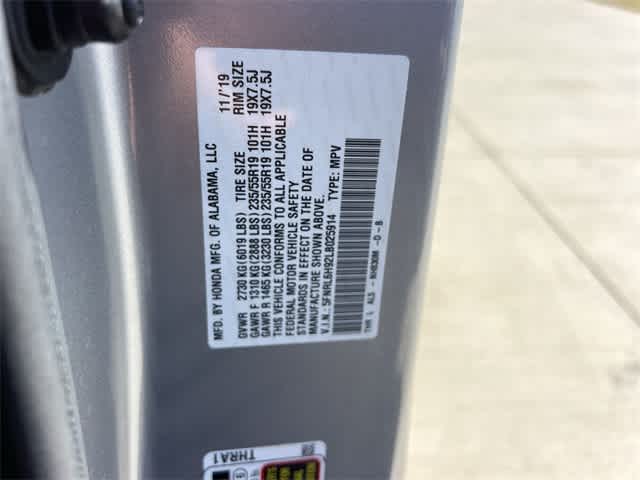 MFD. BY HONDA MFG. OF ALABAMA, LLC 11/'19
GVWR 2730 KG(6019 LBS) TIRE SIZE RIM SIZE
GAWR F 1310 KG(2888 LBS) 235/55R19 101H 19X7.5J
GAWR R 1465 KG(3230 LBS) 235/55R19 101H 19X7.5J
THIS VEHICLE CONFORMS TO ALL APPLICABLE
FEDERAL MOTOR VEHICLE SAFETY
STANDARDS IN EFFECT ON THE DATE OF
MANUFACTURE SHOWN ABOVE.
V.I.N.: 5FNRL6H92LB025914 TYPE: MPV
THR L ALS - NH830M -D -B
THRA1